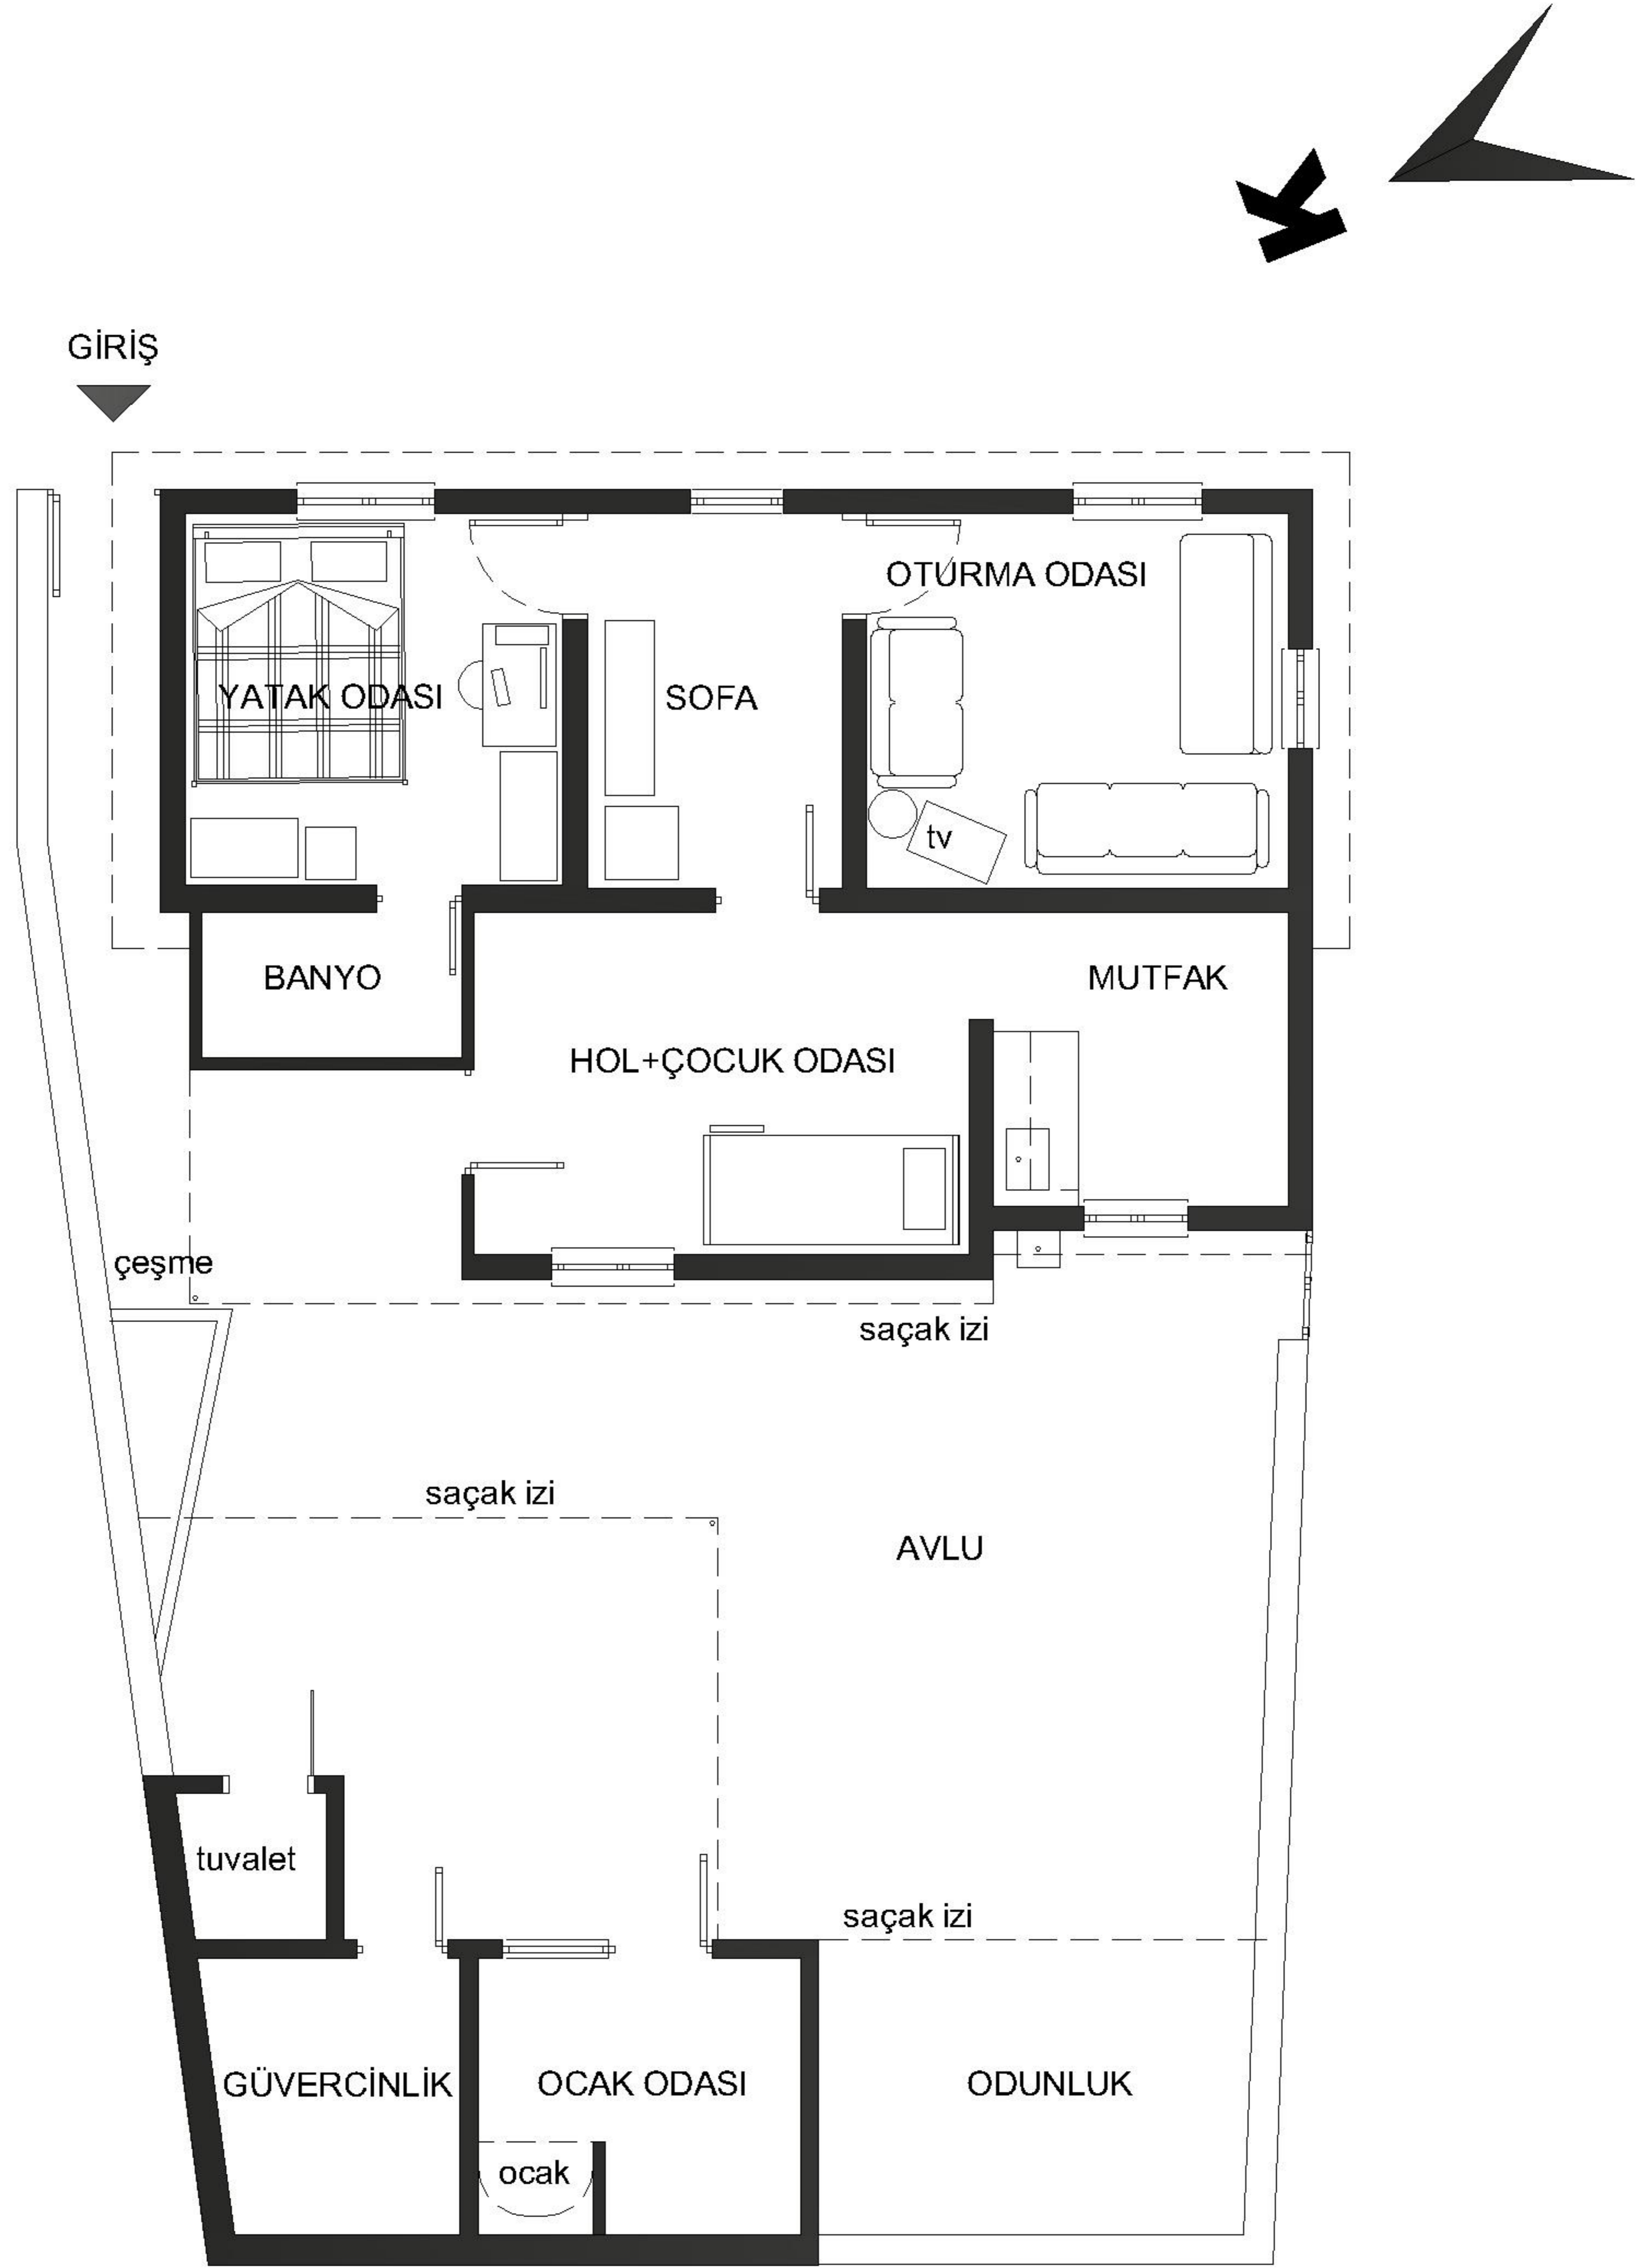 K
GİRİŞ
OTURMA ODASI
YATAK ODASI
SOFA
tv
BANYO
MUTFAK
HOL+ÇOCUK ODASI
çeşme
saçak izi
saçak izi
AVLU
tuvalet
saçak izi
GÜVERCİNLİK
OCAK ODASI
ODUNLUK
ocak